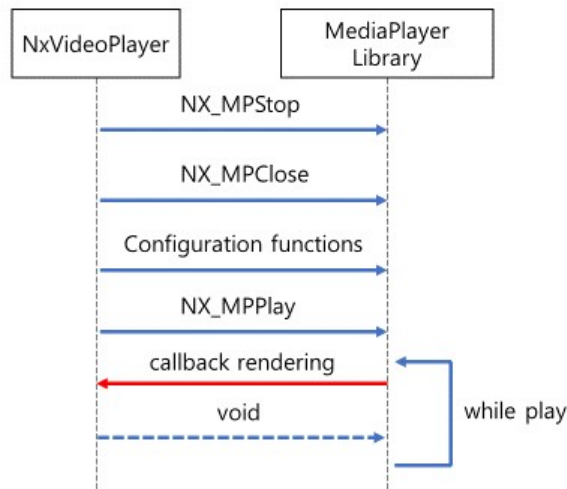 NxVideoPlayer
MediaPlayer
Library
NX_MPStop
NX_MPClose
Configuration functions
NX_MPPlay
callback rendering
void
while play